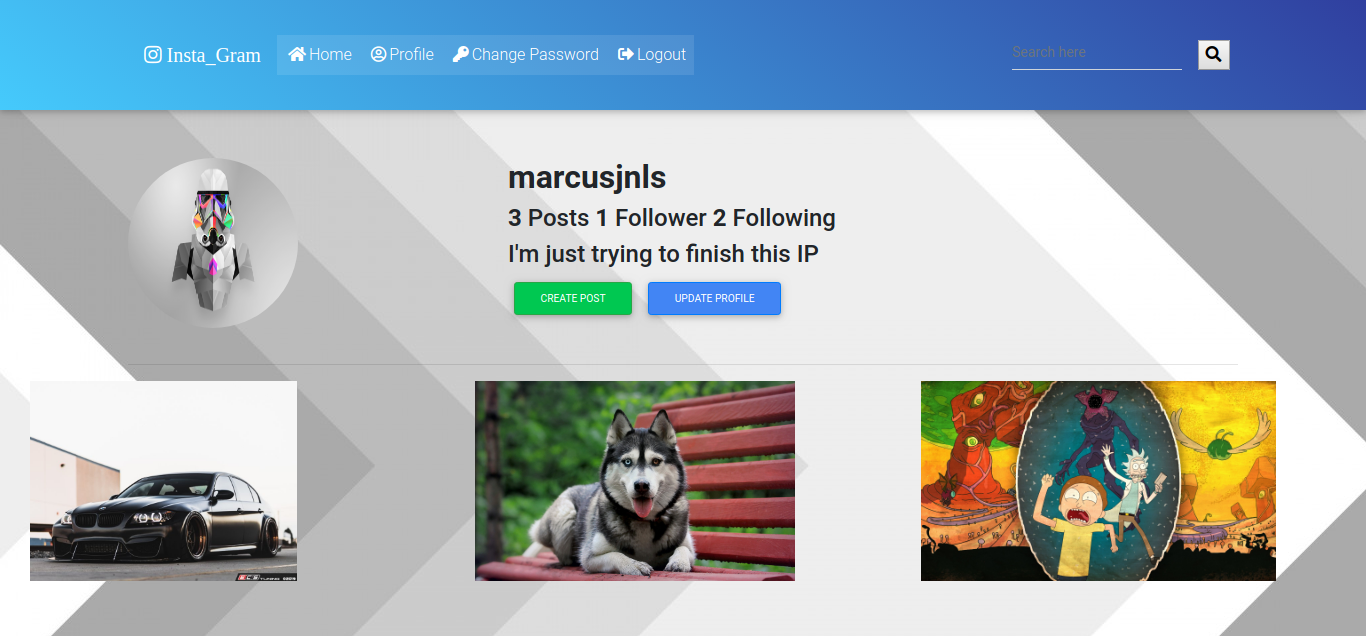 Insta_Gram Home Profile Change Password Logout Search here
marcusjnls
3 Posts 1 Follower 2 Following
I'm just trying to finish this IP
CREATE POST UPDATE PROFILE